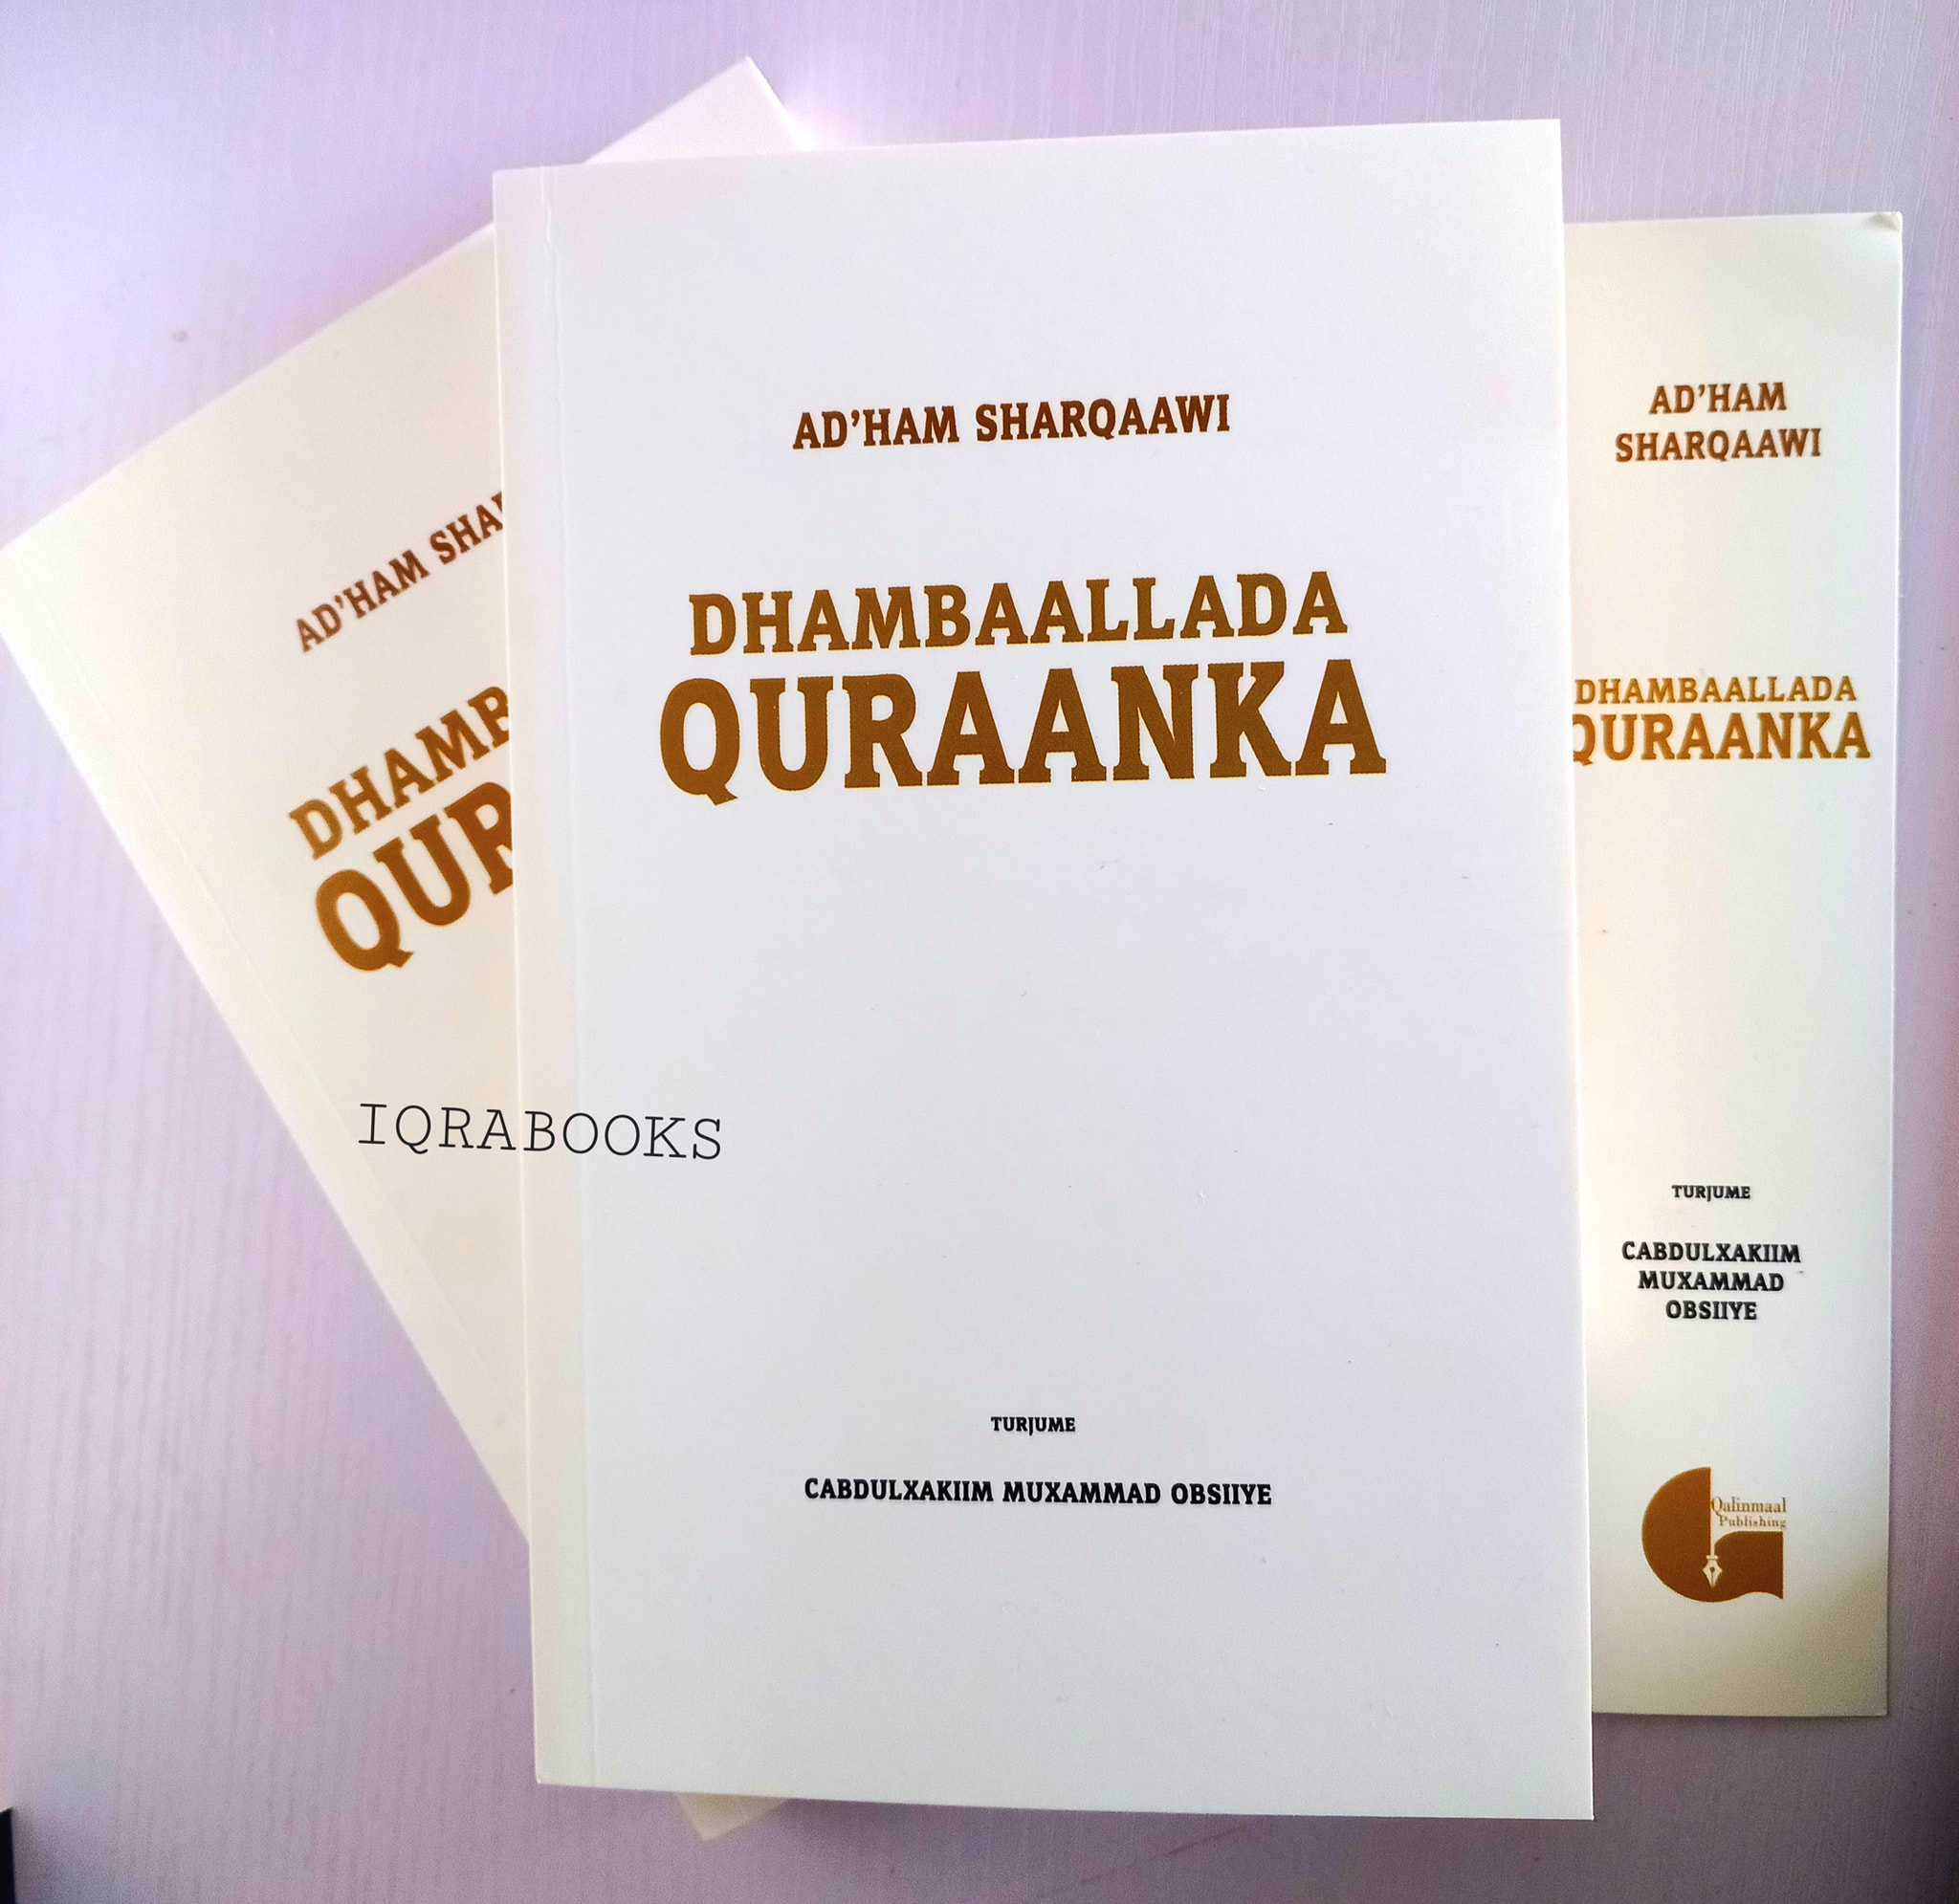 AD'HAM SHARQAAWI
DHAMBAALLADA
QURAANKA
TURJUME
CABDULXAKIIM MUXAMMAD OBSIIYE
AD'HAM SHA
DHAMB
QUR
IQRABOOKS
AD'HAM
SHARQAAWI
DHAMBAALLADA
QURAANKA
TURJUME
CABDULXAKIIM
MUXAMMAD
OBSIIYE
Qalinmaal
Publishing